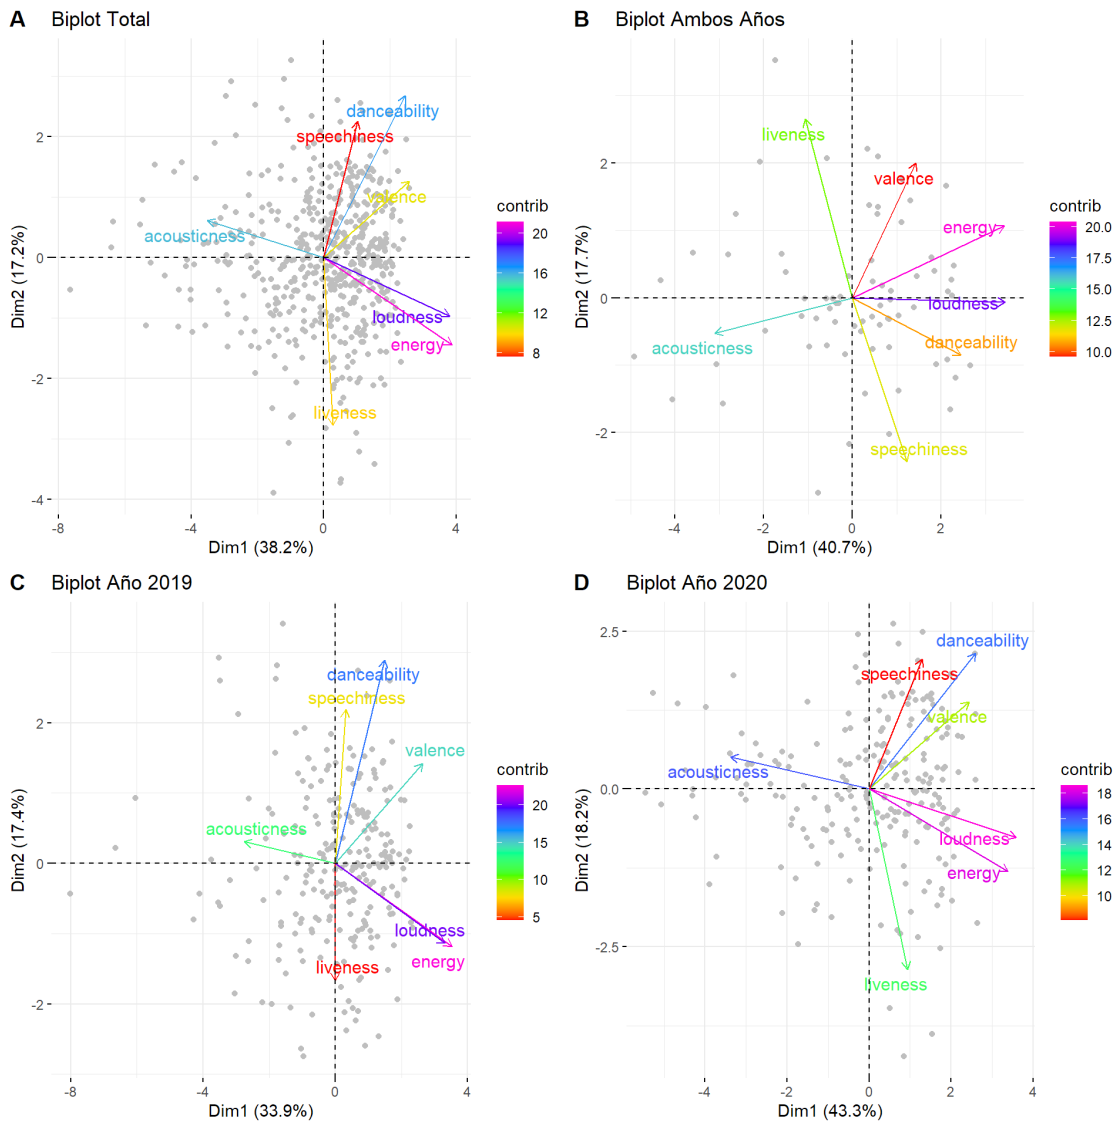 A Biplot Total
danceability
speechiness
valence
acousticness
loudness
energy
liveness
2
0
-2
-4
-8 -4 0 4
Dim2 (17.2%)
Dim1 (38.2%)
contrib
20
16
12
8
B Biplot Ambos Años
liveness
valence
energy
loudness
danceability
acousticness
speechiness
2
0
-2
-4 -2 0 2
Dim2 (17.7%)
Dim1 (40.7%)
contrib
20.0
17.5
15.0
12.5
10.0
C Biplot Año 2019
danceability
speechiness
valence
acousticness
loudness
energy
liveness
2
0
-2
-8 -4 0 4
Dim2 (17.4%)
Dim1 (33.9%)
contrib
20
15
10
5
D Biplot Año 2020
danceability
speechiness
valence
acousticness
loudness
energy
liveness
2.5
0.0
-2.5
-4 -2 0 2 4
Dim2 (18.2%)
Dim1 (43.3%)
contrib
18
16
14
12
10